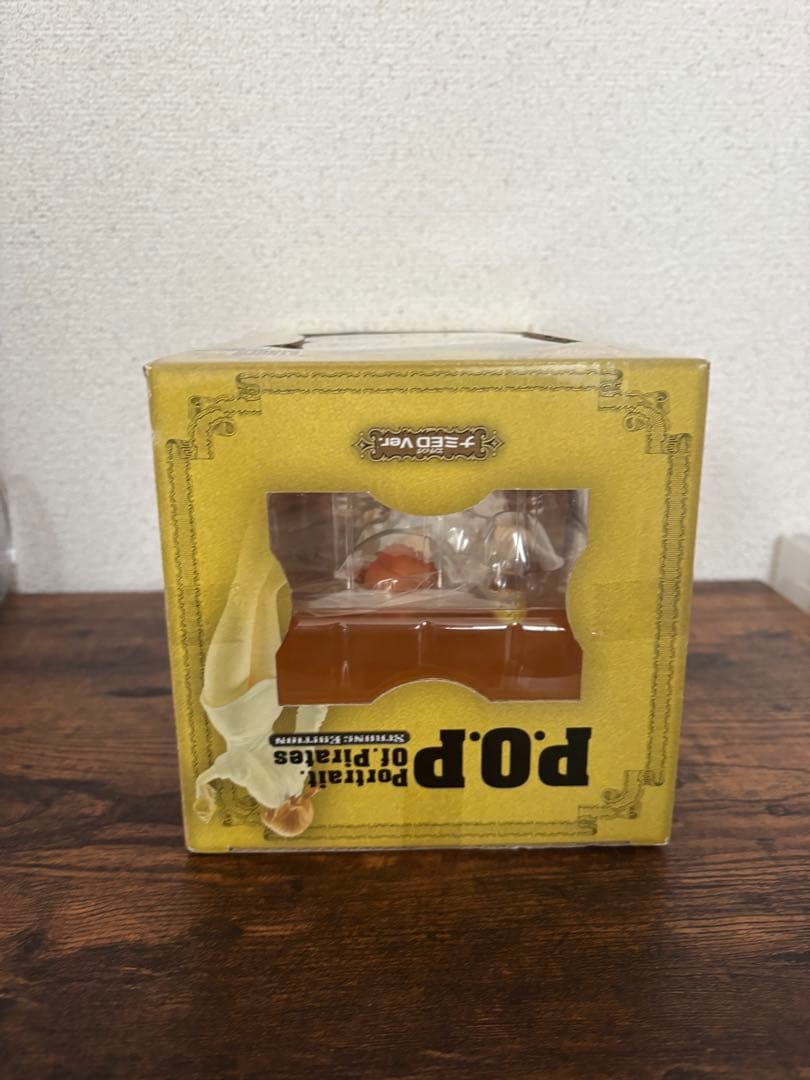 P.O.P
Portrait.
Of.Pirates
STRONG EDITION
ナミED Ver.